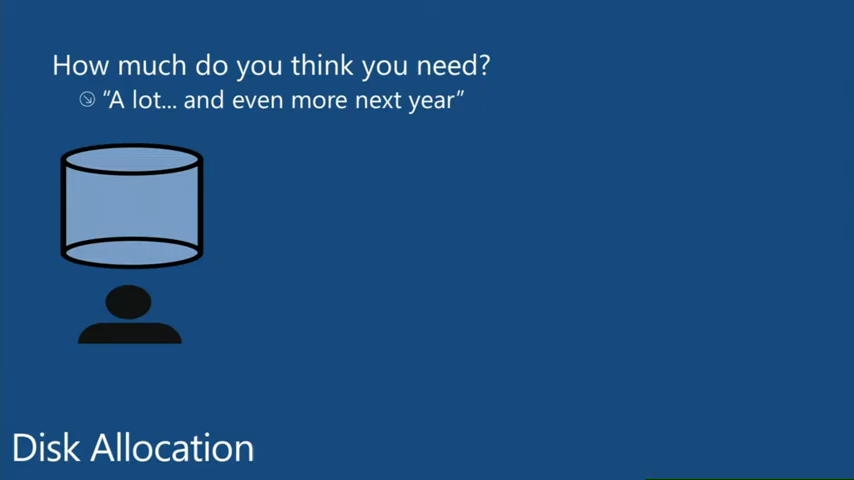 How much do you think you need?
“A lot... and even more next year”
Disk Allocation